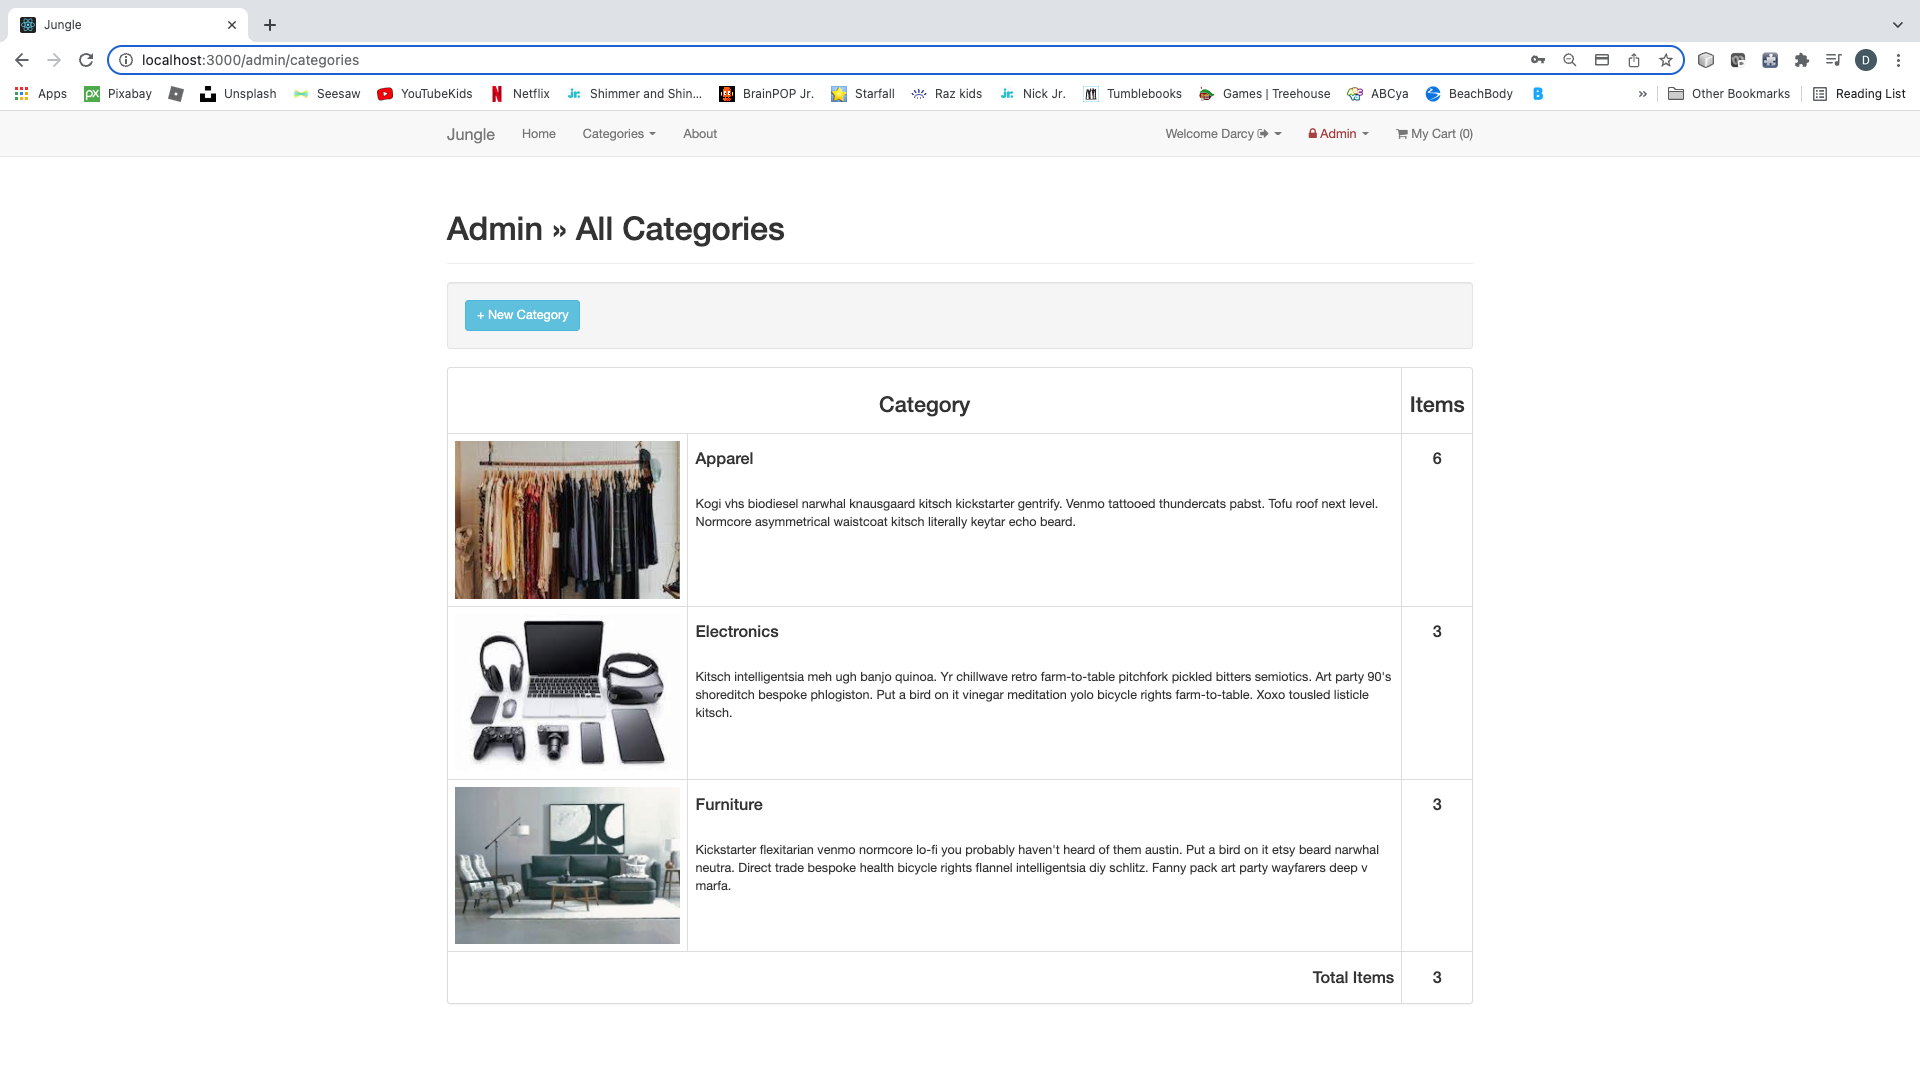 Jungle
localhost:3000/admin/categories
D
Apps
Pixabay
Unsplash
Seesaw
YouTubeKids
Netflix
Shimmer and Shin...
BrainPOP Jr.
Starfall
Raz kids
Nick Jr.
Tumblebooks
Games | Treehouse
ABCya
BeachBody
»
Other Bookmarks
Reading List
Jungle
Home
Categories
About
Welcome Darcy
Admin
My Cart (0)
Admin » All Categories
+ New Category
Category
Items
Apparel
6
Kogi vhs biodiesel narwhal knausgaard kitsch kickstarter gentrify. Venmo tattooed thundercats pabst. Tofu roof next level.
Normcore asymmetrical waistcoat kitsch literally keytar echo beard.
Electronics
3
Kitsch intelligentsia meh ugh banjo quinoa. Yr chillwave retro farm-to-table pitchfork pickled bitters semiotics. Art party 90's
shoreditch bespoke phlogiston. Put a bird on it vinegar meditation yolo bicycle rights farm-to-table. Xoxo tousled listicle
kitsch.
Furniture
3
Kickstarter flexitarian venmo normcore lo-fi you probably haven't heard of them austin. Put a bird on it etsy beard narwhal
neutra. Direct trade bespoke health bicycle rights flannel intelligentsia diy schlitz. Fanny pack art party wayfarers deep v
marfa.
Total Items
3